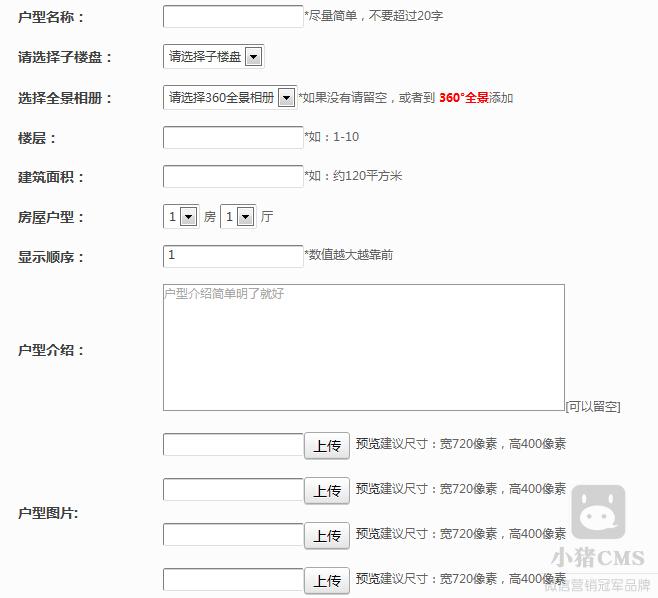 户型名称： *尽量简单，不要超过20字
请选择子楼盘： 请选择子楼盘
选择全景相册： 请选择360全景相册 *如果没有请留空，或者到 360°全景添加
楼层： *如：1-10
建筑面积： *如：约120平方米
房屋户型： 1 房 1 厅
显示顺序： 1 *数值越大越靠前
户型介绍简单明了就好
户型介绍：
[可以留空]
上传 预览建议尺寸：宽720像素，高400像素
上传 预览建议尺寸：宽720像素，高400像素
户型图片:
上传 预览建议尺寸：宽720像素，高400像素
小猪CMS
上传 预览建议尺寸：宽720像素，高400像素
微信营销冠军品牌